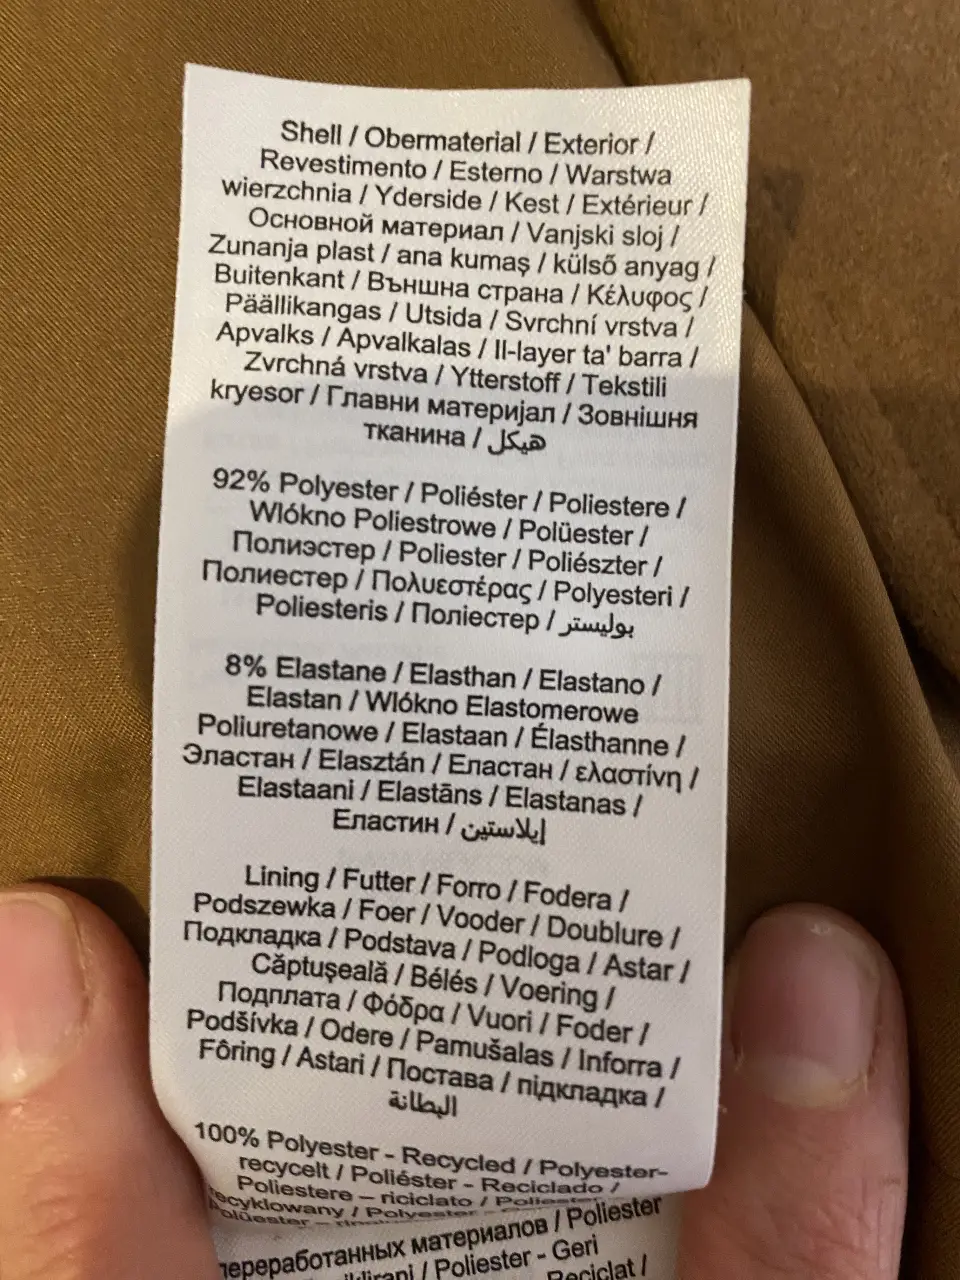 Shell / Obermaterial / Exterior /
Revestimento / Esterno / Warstwa
wierzchnia / Yderside / Kest / Extérieur /
Основной материал / Vanjski sloj /
Zunanja plast / ana kumaş / külső anyag /
Buitenkant / Външна страна / Κέλυφος /
Päällikangas / Utsida / Svrchní vrstva /
Apvalks / Apvalkalas / Il-layer ta' barra /
Zvrchná vrstva / Ytterstoff / Tekstili
kryesor / Главни материјал / Зовнішня
тканина / هيكل
92% Polyester / Poliéster / Poliestere /
Wlókno Poliestrowe / Polüester /
Полиэстер / Poliester / Poliészter /
Полиестер / Πολυεστέρας / Polyesteri /
Poliesteris / Поліестер / بوليستر
8% Elastane / Elasthan / Elastano /
Elastan / Wlókno Elastomerowe
Poliuretanowe / Elastaan / Élasthanne /
Эластан / Elasztán / Еластан / ελαστίνη /
Elastaani / Elastāns / Elastanas /
Еластин / إيلاستين
Lining / Futter / Forro / Fodera /
Podszewka / Foer / Vooder / Doublure /
Подкладка / Podstava / Podloga / Astar /
Căptuşeală / Bélés / Voering /
Подплата / Φόδρα / Vuori / Foder /
Podšívka / Odere / Pamušalas / Inforra /
Fôring / Astari / Постава / підкладка /
البطانة
100% Polyester - Recycled / Polyester-
recycelt / Poliéster - Reciclado /
Poliestere – riciclato /
переработанных материалов / Poliester
/ Poliester - Geri
Reciclat /